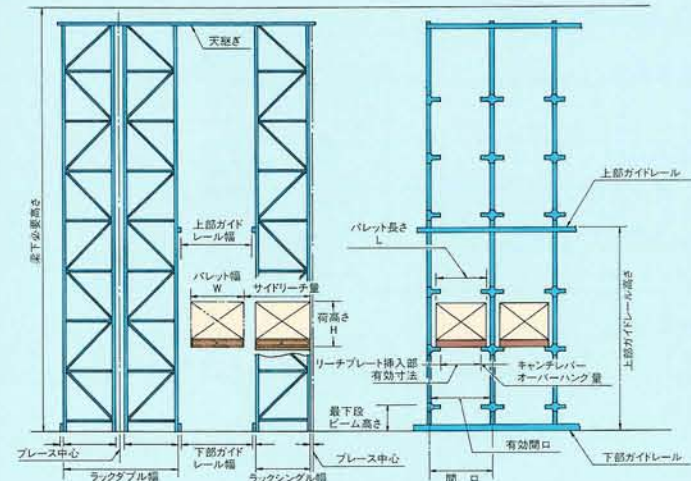 天継ぎ
梁下必要高さ
上部ガイド
レール幅
上部ガイドレール
パレット長さ
L
パレット幅
W
サイドリーチ量
荷高さ
H
上部ガイドレール高さ
リーチプレート挿入部
有効寸法
キャンチレバー
オーバーハング量
最下段
ビーム高さ
有効間口
下部ガイド
レール幅
ブレース中心
ブレース中心
下部ガイドレール
ラックダブル幅
ラックシングル幅
間口